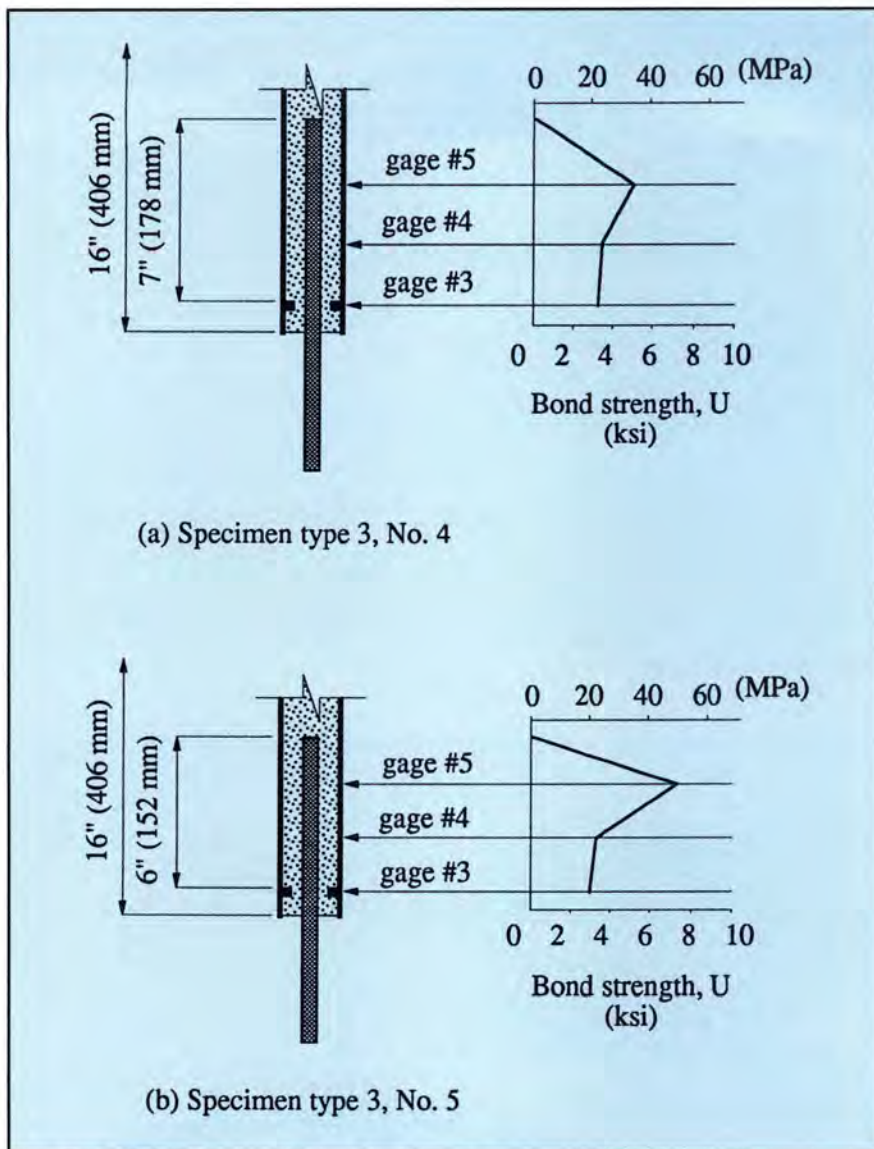 0 20 40 60 (MPa)
16" (406 mm)
7" (178 mm)
gage #5
gage #4
gage #3
0 2 4 6 8 10
Bond strength, U
(ksi)
(a) Specimen type 3, No. 4
0 20 40 60 (MPa)
16" (406 mm)
6" (152 mm)
gage #5
gage #4
gage #3
0 2 4 6 8 10
Bond strength, U
(ksi)
(b) Specimen type 3, No. 5